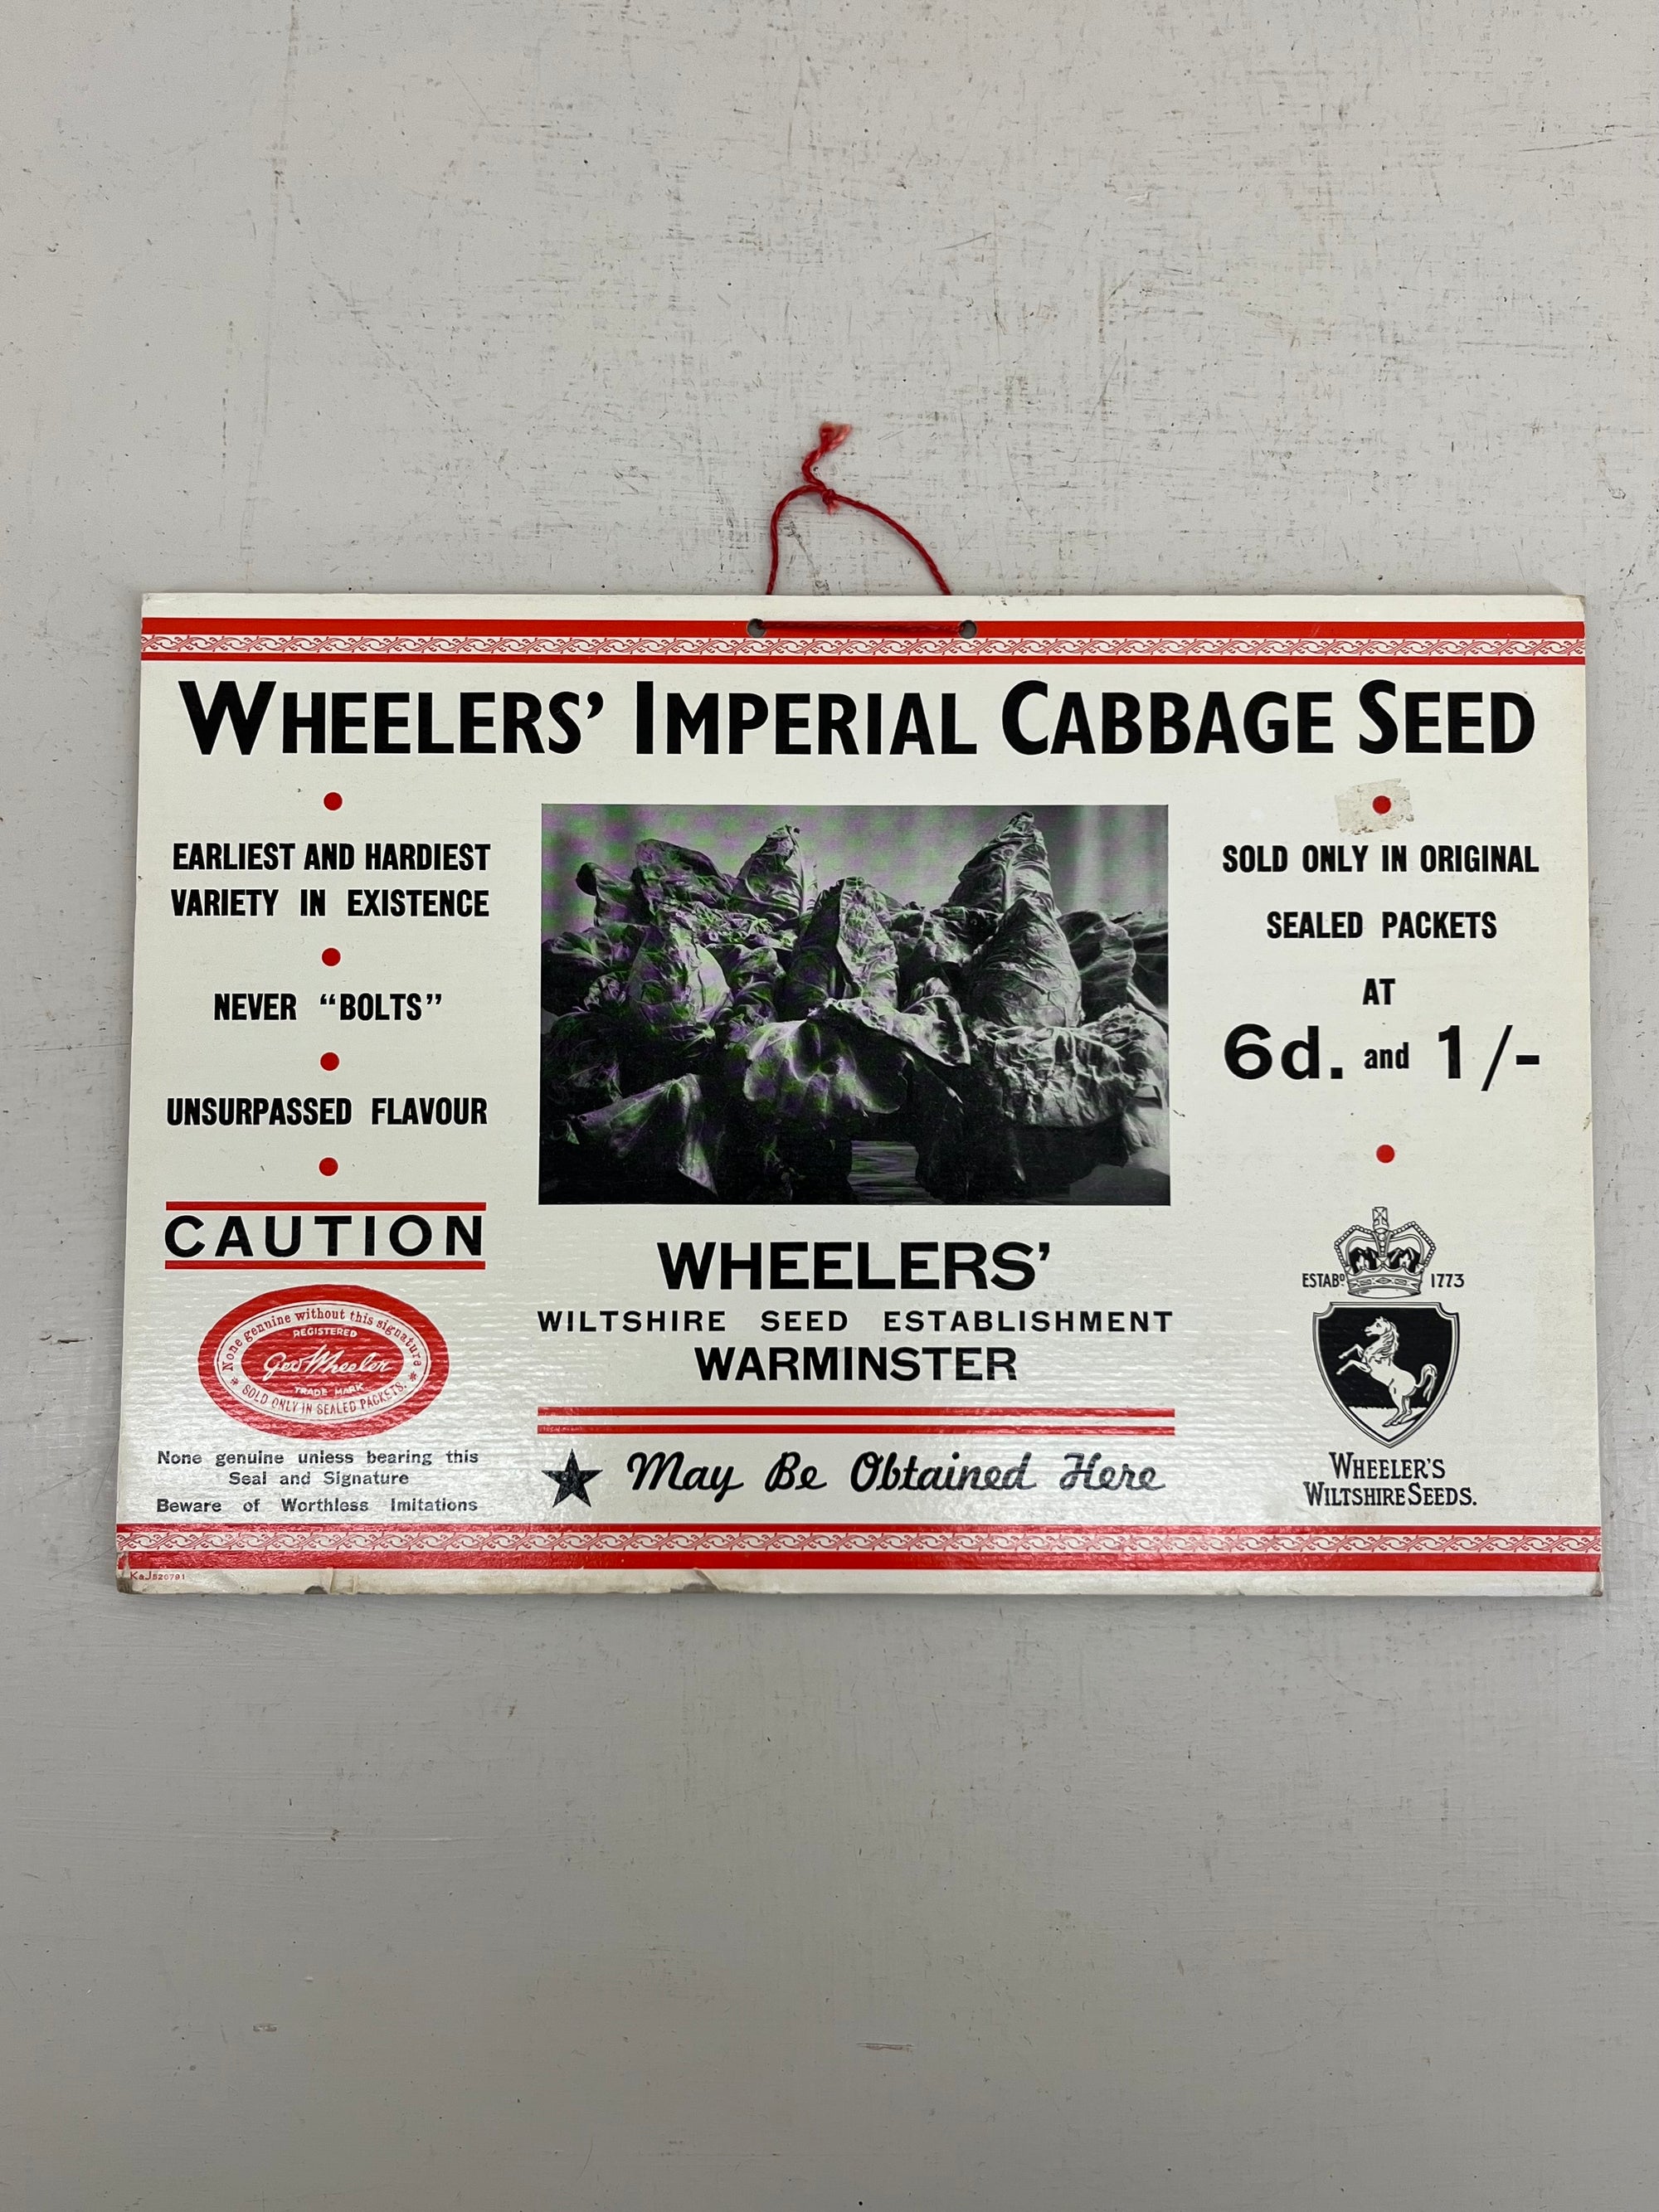 WHEELERS' IMPERIAL CABBAGE SEED
EARLIEST AND HARDIEST
VARIETY IN EXISTENCE
NEVER "BOLTS"
UNSURPASSED FLAVOUR
CAUTION
None genuine without this signature
REGISTERED
Geo Wheeler
TRADE MARK
SOLD ONLY IN SEALED PACKETS.
None genuine unless bearing this
Seal and Signature
Beware of Worthless Imitations
WHEELERS'
WILTSHIRE SEED ESTABLISHMENT
WARMINSTER
May Be Obtained Here
SOLD ONLY IN ORIGINAL
SEALED PACKETS
AT
6d. and 1/-
ESTABD 1773
WHEELER'S
WILTSHIRE SEEDS.
K&J 520791